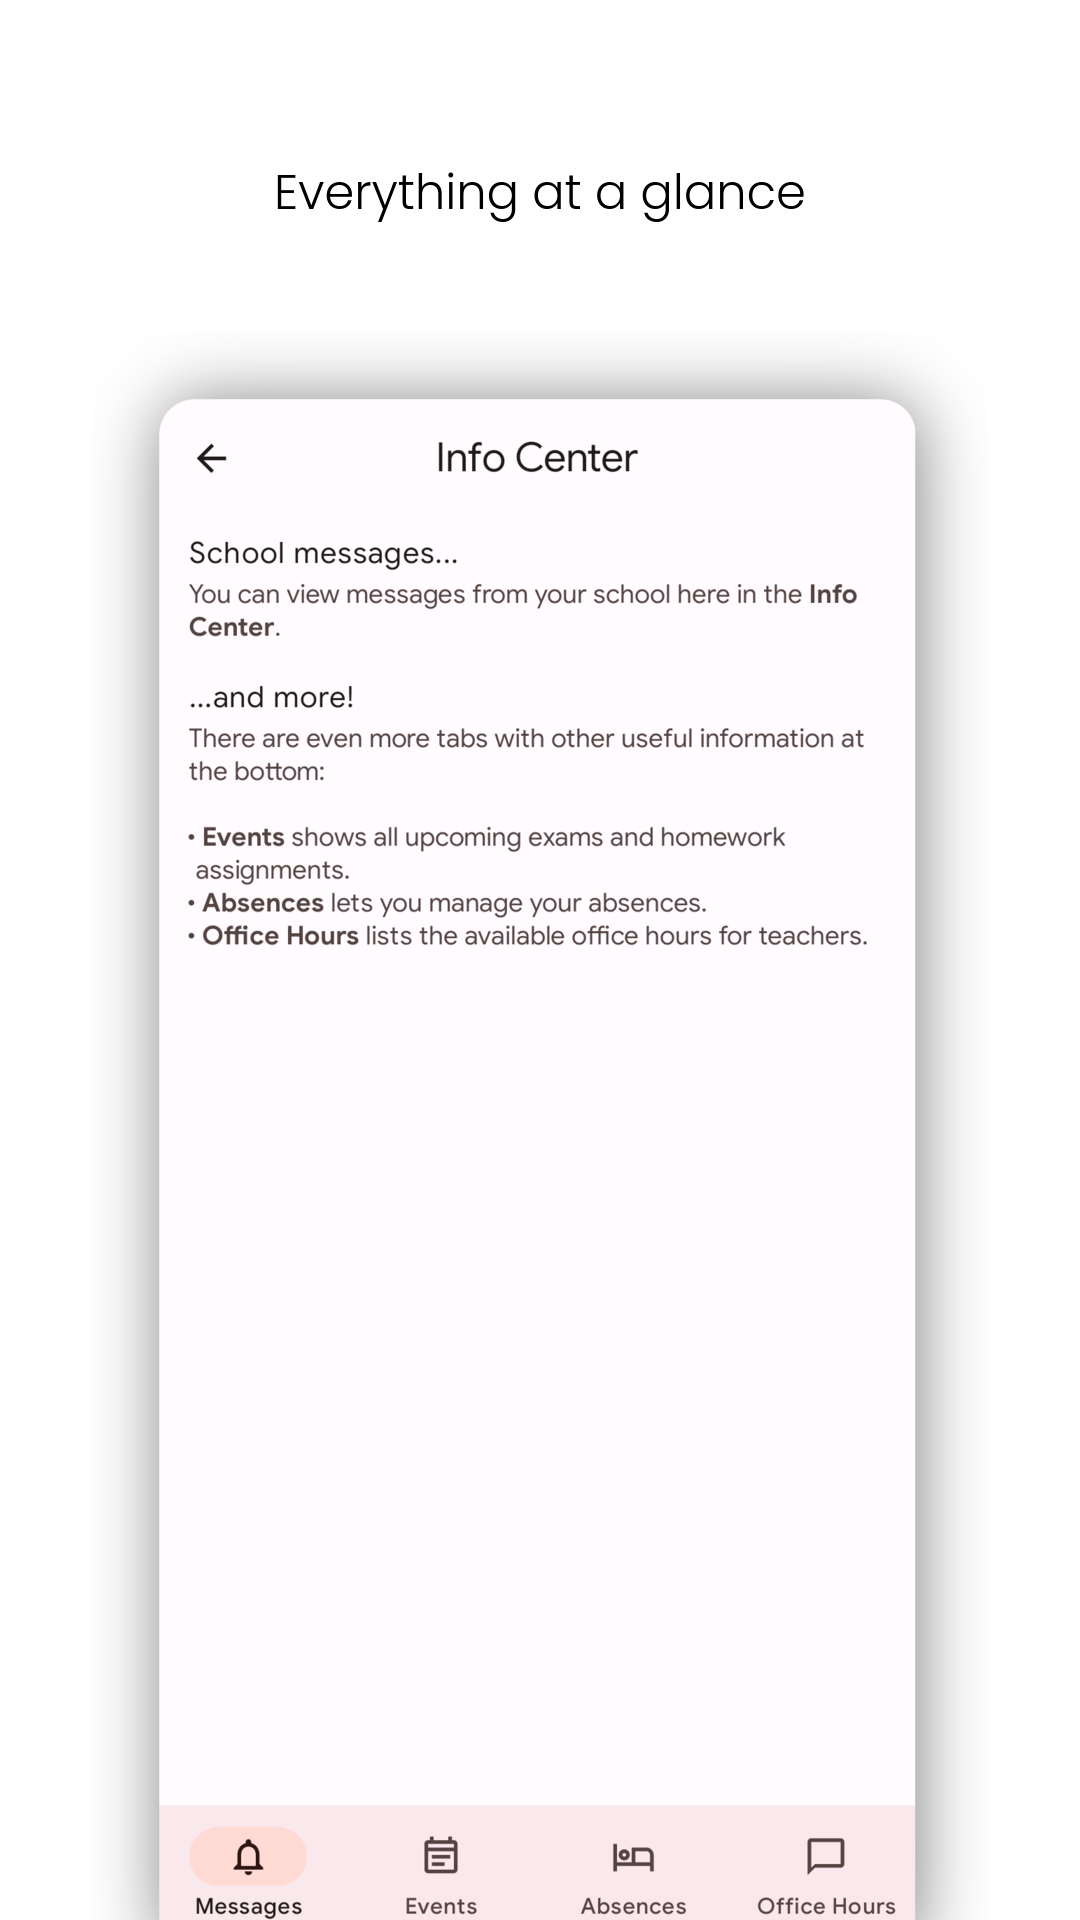 Everything at a glance
Info Center
School messages...
You can view messages from your school here in the Info
Center.
...and more!
There are even more tabs with other useful information at
the bottom:
• Events shows all upcoming exams and homework
assignments.
• Absences lets you manage your absences.
• Office Hours lists the available office hours for teachers.
Messages
Events
Absences
Office Hours